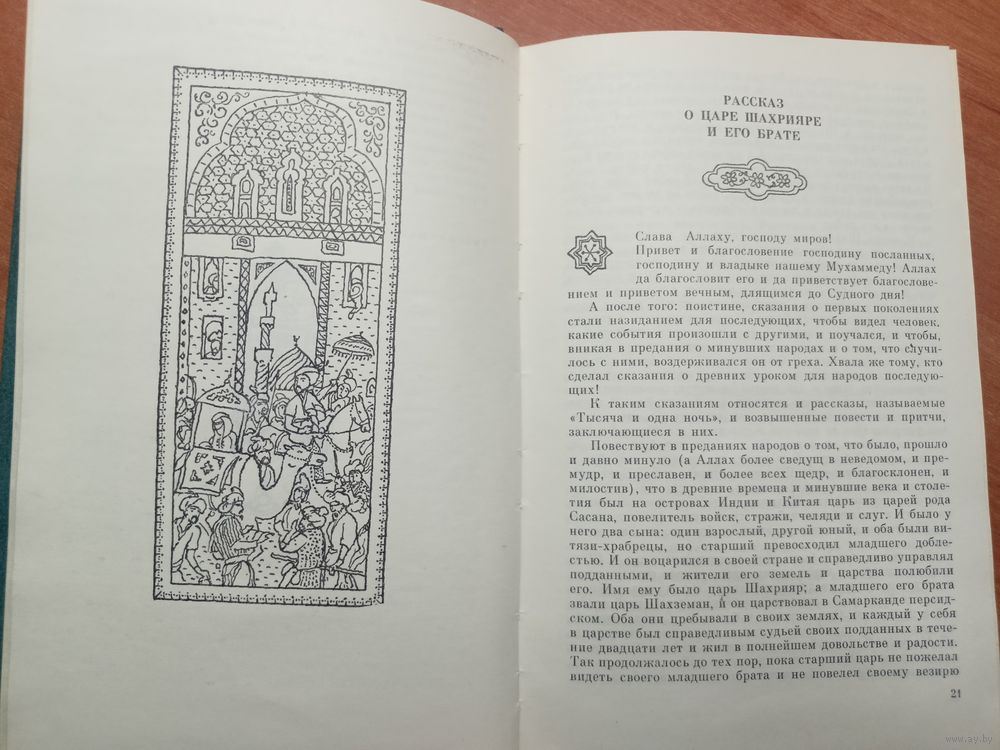 РАССКАЗ
О ЦАРЕ ШАХРИЯРЕ
И ЕГО БРАТЕ
Слава Аллаху, господу миров!
Привет и благословение господину посланных,
господину и владыке нашему Мухаммеду! Аллах
да благословит его и да приветствует благослове-
нием и приветом вечным, длящимся до Судного дня!
А после того: поистине, сказания о первых поколениях
стали назиданием для последующих, чтобы видел человек,
какие события произошли с другими, и поучался, и чтобы,
вникая в предания о минувших народах и о том, что случи-
лось с ними, воздерживался он от греха. Хвала же тому, кто
сделал сказания о древних уроком для народов последую-
щих!
К таким сказаниям относятся и рассказы, называемые
«Тысяча и одна ночь», и возвышенные повести и притчи,
заключающиеся в них.
Повествуют в преданиях народов о том, что было, прошло
и давно минуло (а Аллах более сведущ в неведомом, и пре-
мудр, и преславен, и более всех щедр, и благосклонен, и
милостив), что в древние времена и минувшие века и столе-
тия был на островах Индии и Китая царь из царей рода
Сасана, повелитель войск, стражи, челяди и слуг. И было у
него два сына: один взрослый, другой юный, и оба были ви-
тязи-храбрецы, но старший превосходил младшего добле-
стью. И он воцарился в своей стране и справедливо управлял
подданными, и жители его земель и царства полюбили
его. Имя ему было царь Шахрияр; а младшего его брата
звали царь Шахземан, и он царствовал в Самарканде персид-
ском. Оба они пребывали в своих землях, и каждый у себя
в царстве был справедливым судьей своих подданных в тече-
ние двадцати лет и жил в полнейшем довольстве и радости.
Так продолжалось до тех пор, пока старший царь не пожелал
видеть своего младшего брата и не повелел своему везирю
21
www.ay.by